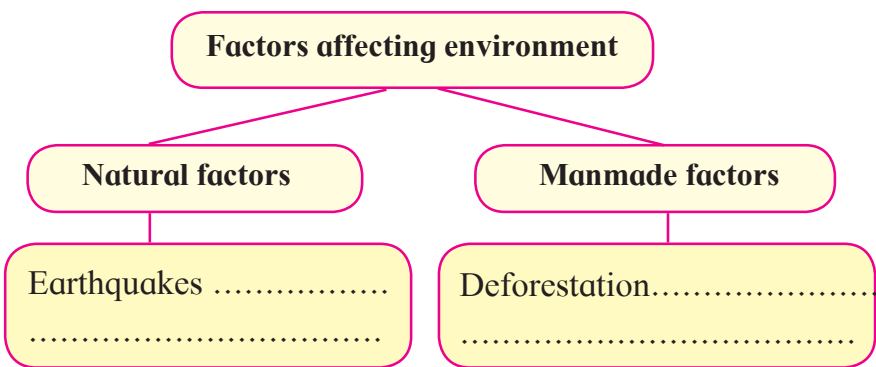 Factors affecting environment
Natural factors
Manmade factors
Earthquakes .................
..................................
Deforestation......................
......................................